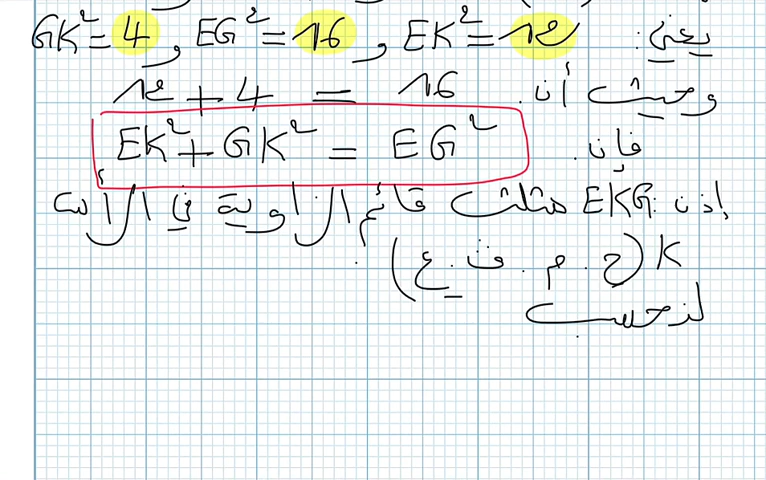 يعني: EK²=12 , EG²=16 , GK²=4
وحيث أن: 12+4 = 16
فإن: EK²+GK² = EG²
إذن: EKG مثلث قائم الزاوية في الرأس
K (ح. م. ف. ع).
لنحسب